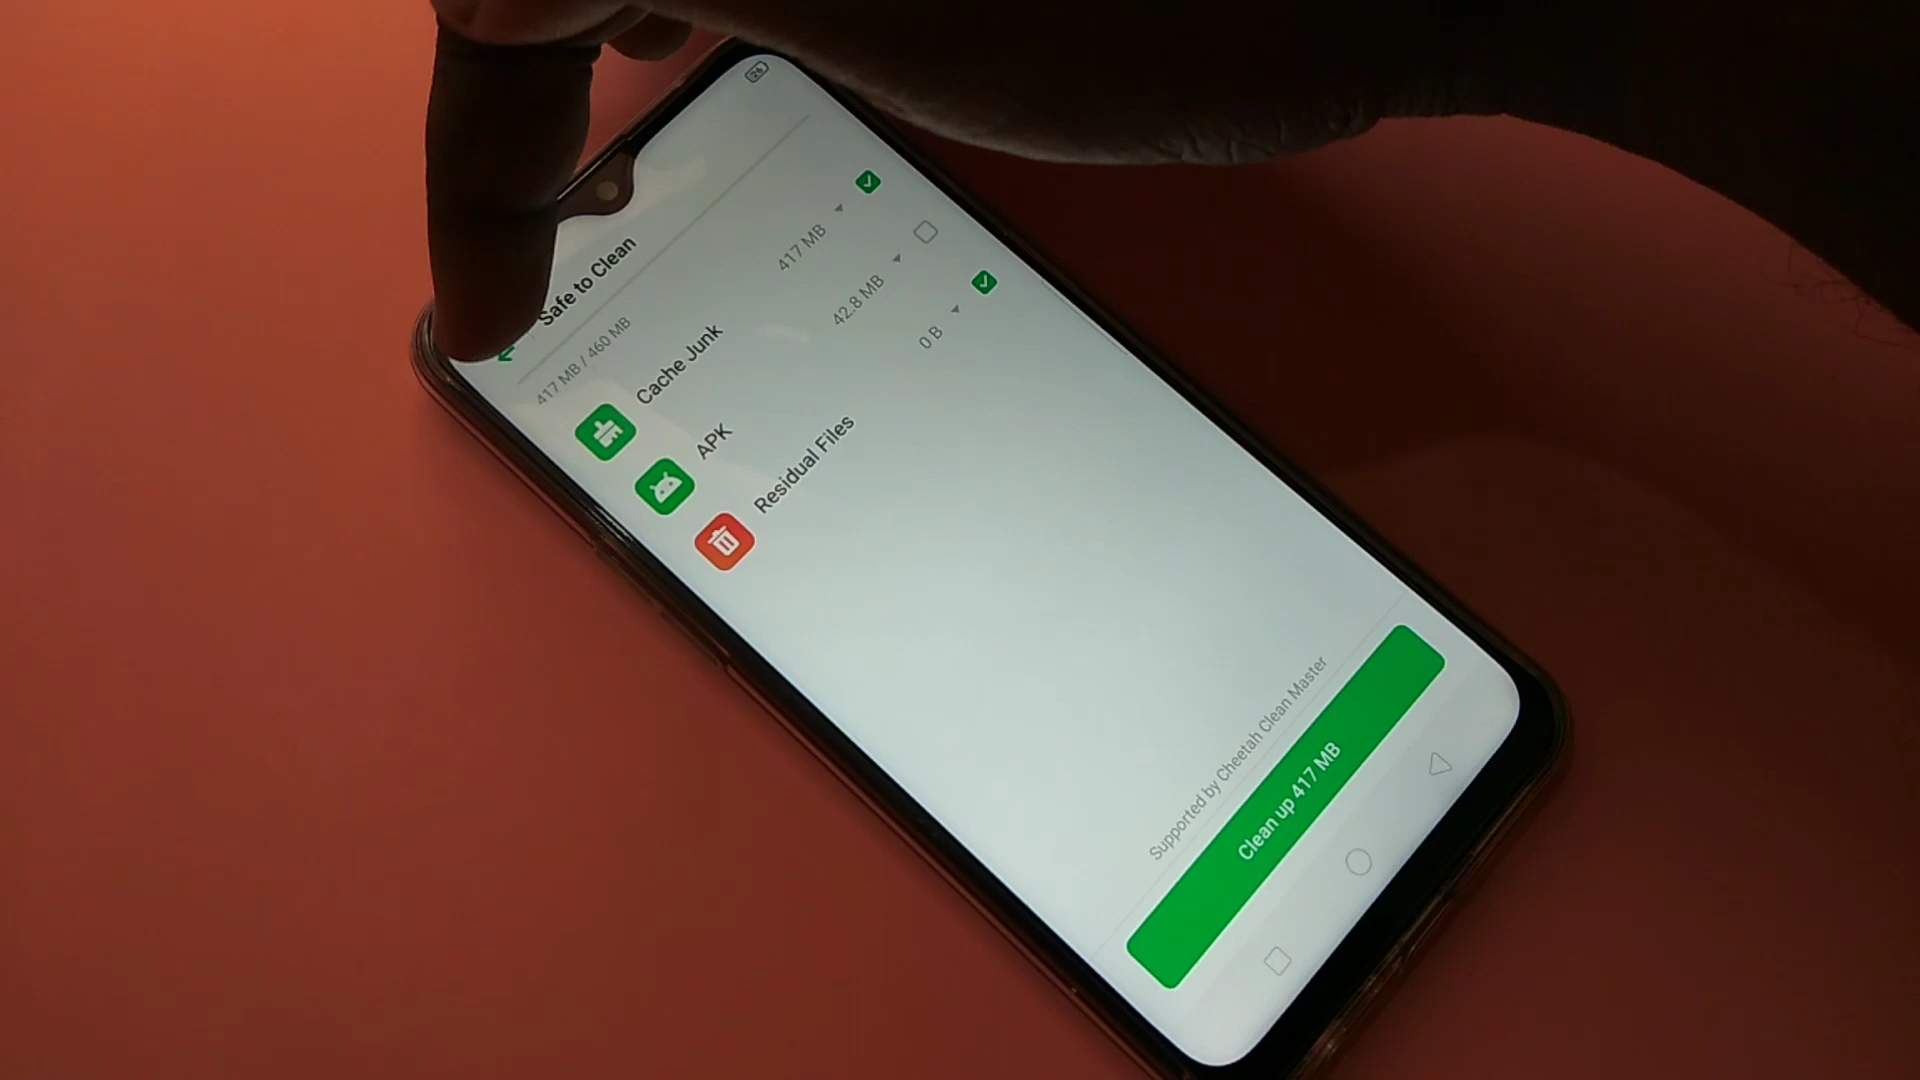 26
Safe to Clean
417 MB / 460 MB
Cache Junk 417 MB
APK 42.8 MB
Residual Files 0 B
Supported by Cheetah Clean Master
Clean up 417 MB